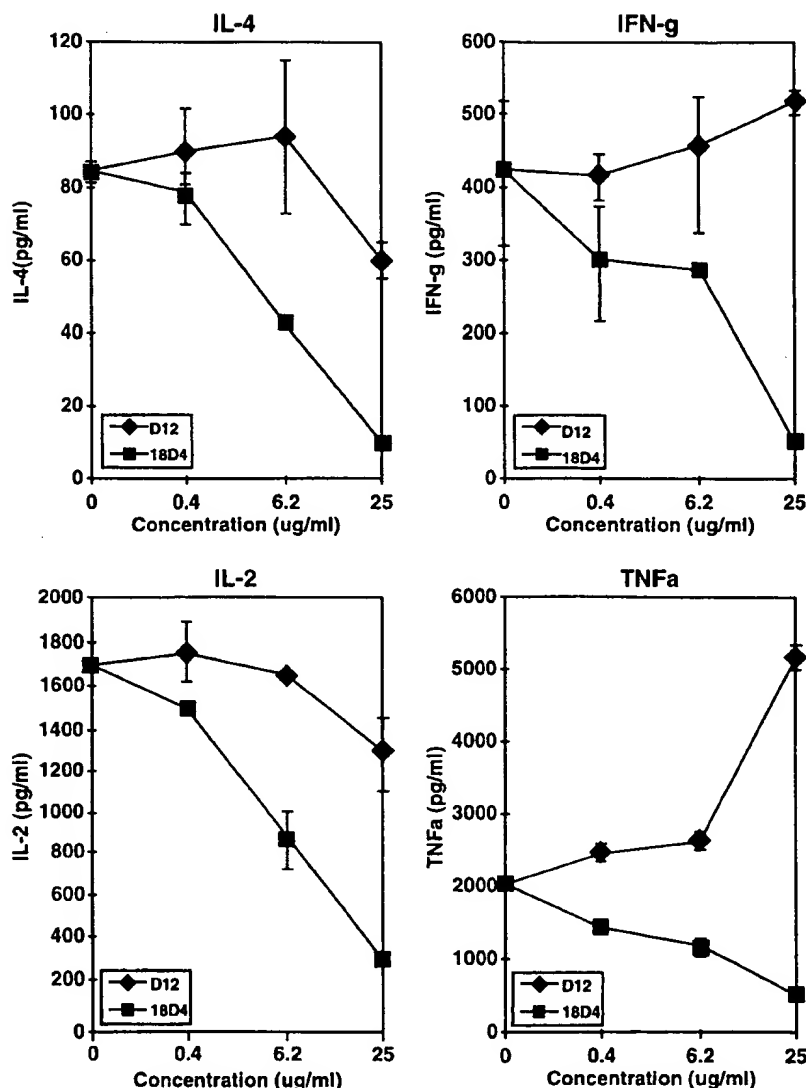 IL-4
120
100
80
60
40
20
0
IL-4(pg/ml)
D12
18D4
0
0.4
6.2
25
Concentration (ug/ml)
IFN-g
600
500
400
300
200
100
0
IFN-g (pg/ml)
D12
18D4
0
0.4
6.2
25
Concentration (ug/ml)
IL-2
2000
1800
1600
1400
1200
1000
800
600
400
200
0
IL-2 (pg/ml)
D12
18D4
0
0.4
6.2
25
Concentration (ug/ml)
TNFa
6000
5000
4000
3000
2000
1000
0
TNFa (pg/ml)
D12
18D4
0
0.4
6.2
25
Concentration (ug/ml)